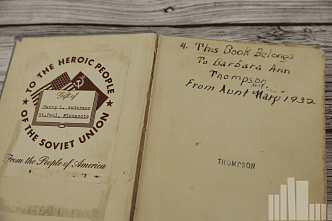 TO THE HEROIC PEOPLE
OF THE SOVIET UNION
Gift of
Henry L. Anderson
St. Paul, Minnesota
From the People of America
This Book Belongs
To Barbara Ann
Thompson
From Aunt Mary 1932
THOMPSON